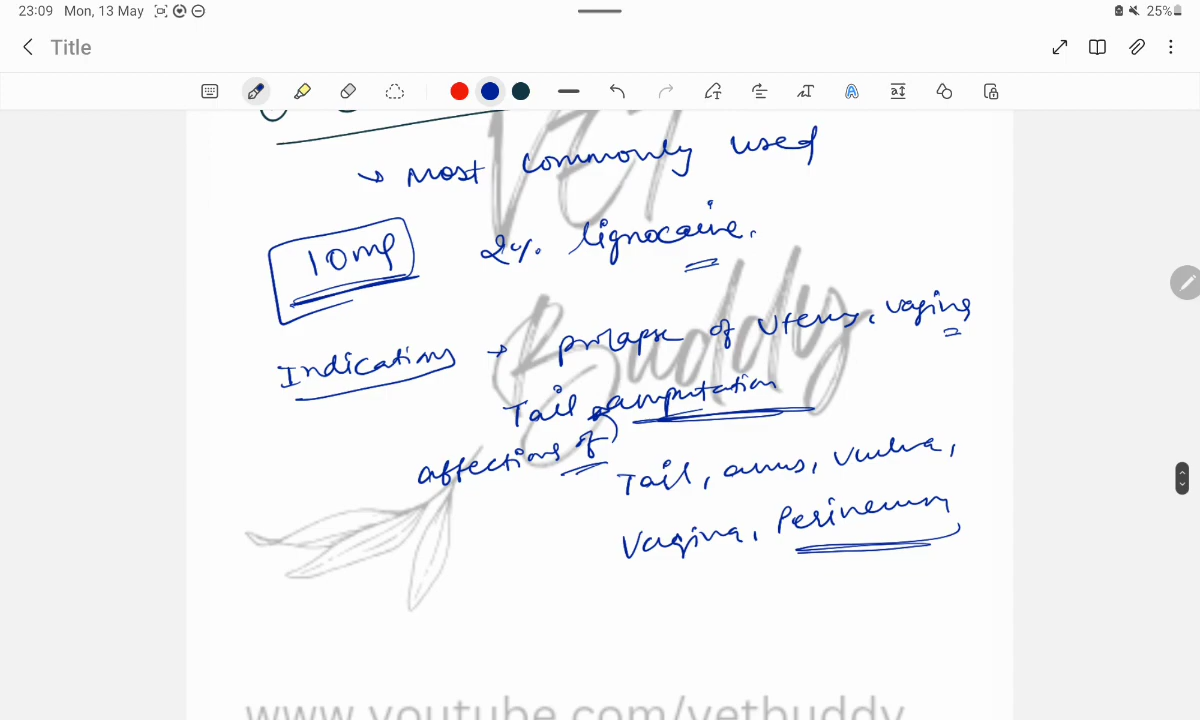 23:09 Mon, 13 May 25%
Title
VET
→ Most commonly used
10ml 2% lignocaine.
Buddy
Indications → prolapse of Uterus, vagina
Tail amputation
affections of
Tail, anus, Vulva,
Vagina, Perineum
www.youtube.com/vetbuddy